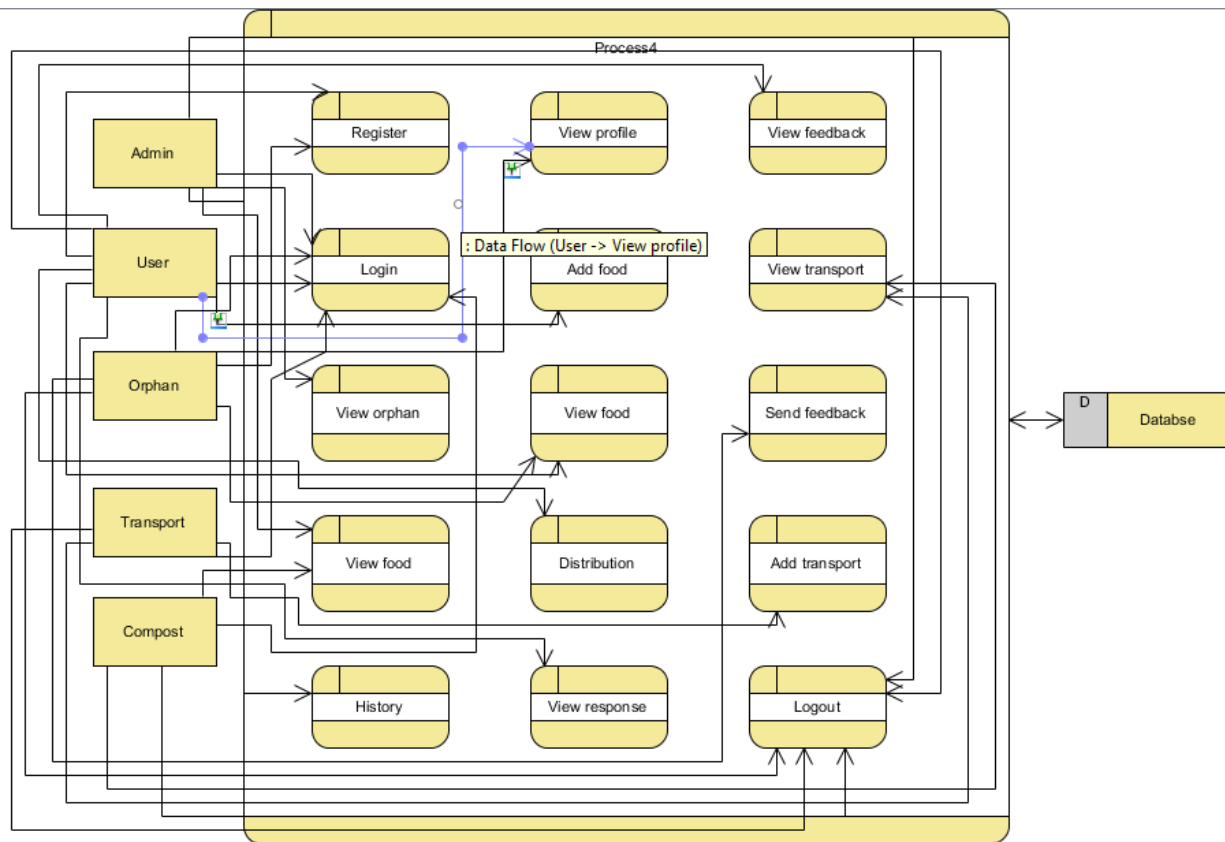 Process4
Register
View profile
View feedback
Admin
User
Login
: Data Flow (User -> View profile)
Add food
View transport
Orphan
View orphan
View food
Send feedback
D
Databse
Transport
View food
Distribution
Add transport
Compost
History
View response
Logout